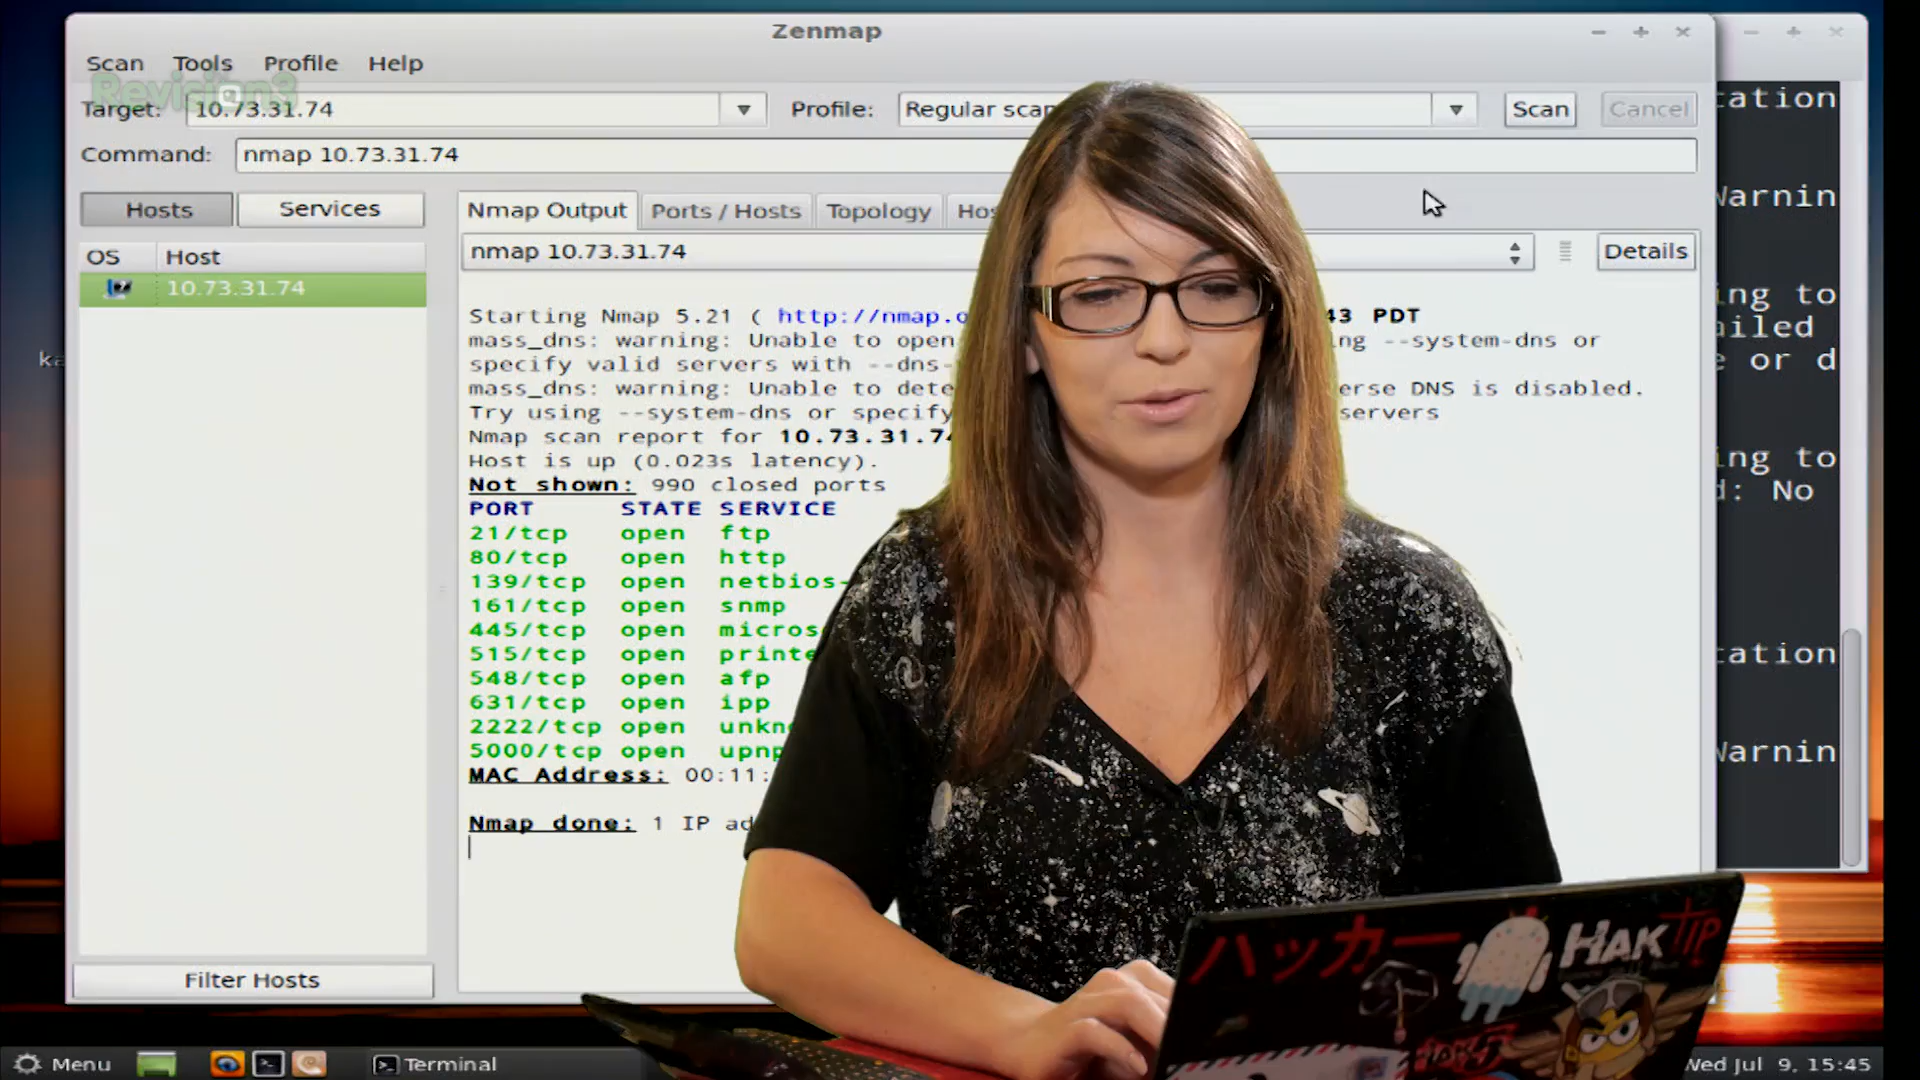 Zenmap
Scan Tools Profile Help
Revision3
Target: 10.73.31.74 Profile: Regular scan Scan Cancel
Command: nmap 10.73.31.74
Hosts Services
Nmap Output Ports / Hosts Topology Hos
OS Host
10.73.31.74
nmap 10.73.31.74 Details
Starting Nmap 5.21 ( http://nmap.o 43 PDT
mass_dns: warning: Unable to open ng --system-dns or
specify valid servers with --dns-
mass_dns: warning: Unable to dete erse DNS is disabled.
Try using --system-dns or specify servers
Nmap scan report for 10.73.31.74
Host is up (0.023s latency).
Not shown: 990 closed ports
PORT STATE SERVICE
21/tcp open ftp
80/tcp open http
139/tcp open netbios-
161/tcp open snmp
445/tcp open micros
515/tcp open printe
548/tcp open afp
631/tcp open ipp
2222/tcp open unkn
5000/tcp open upnp
MAC Address: 00:11:
Nmap done: 1 IP ad
Filter Hosts
ka
cation
Warnin
ing to
ailed
e or d
ing to
d: No
tation
Warnin
ハッカー
HAK TIP
HAK5
Menu Terminal Wed Jul 9, 15:45